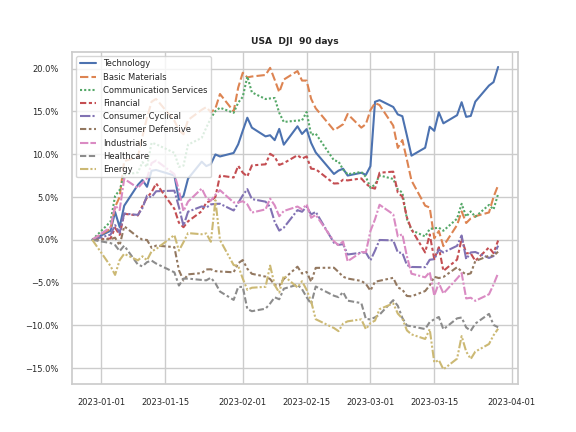 USA DJI 90 days
Technology
Basic Materials
Communication Services
Financial
Consumer Cyclical
Consumer Defensive
Industrials
Healthcare
Energy
20.0%
15.0%
10.0%
5.0%
0.0%
−5.0%
−10.0%
−15.0%
2023-01-01 2023-01-15 2023-02-01 2023-02-15 2023-03-01 2023-03-15 2023-04-01